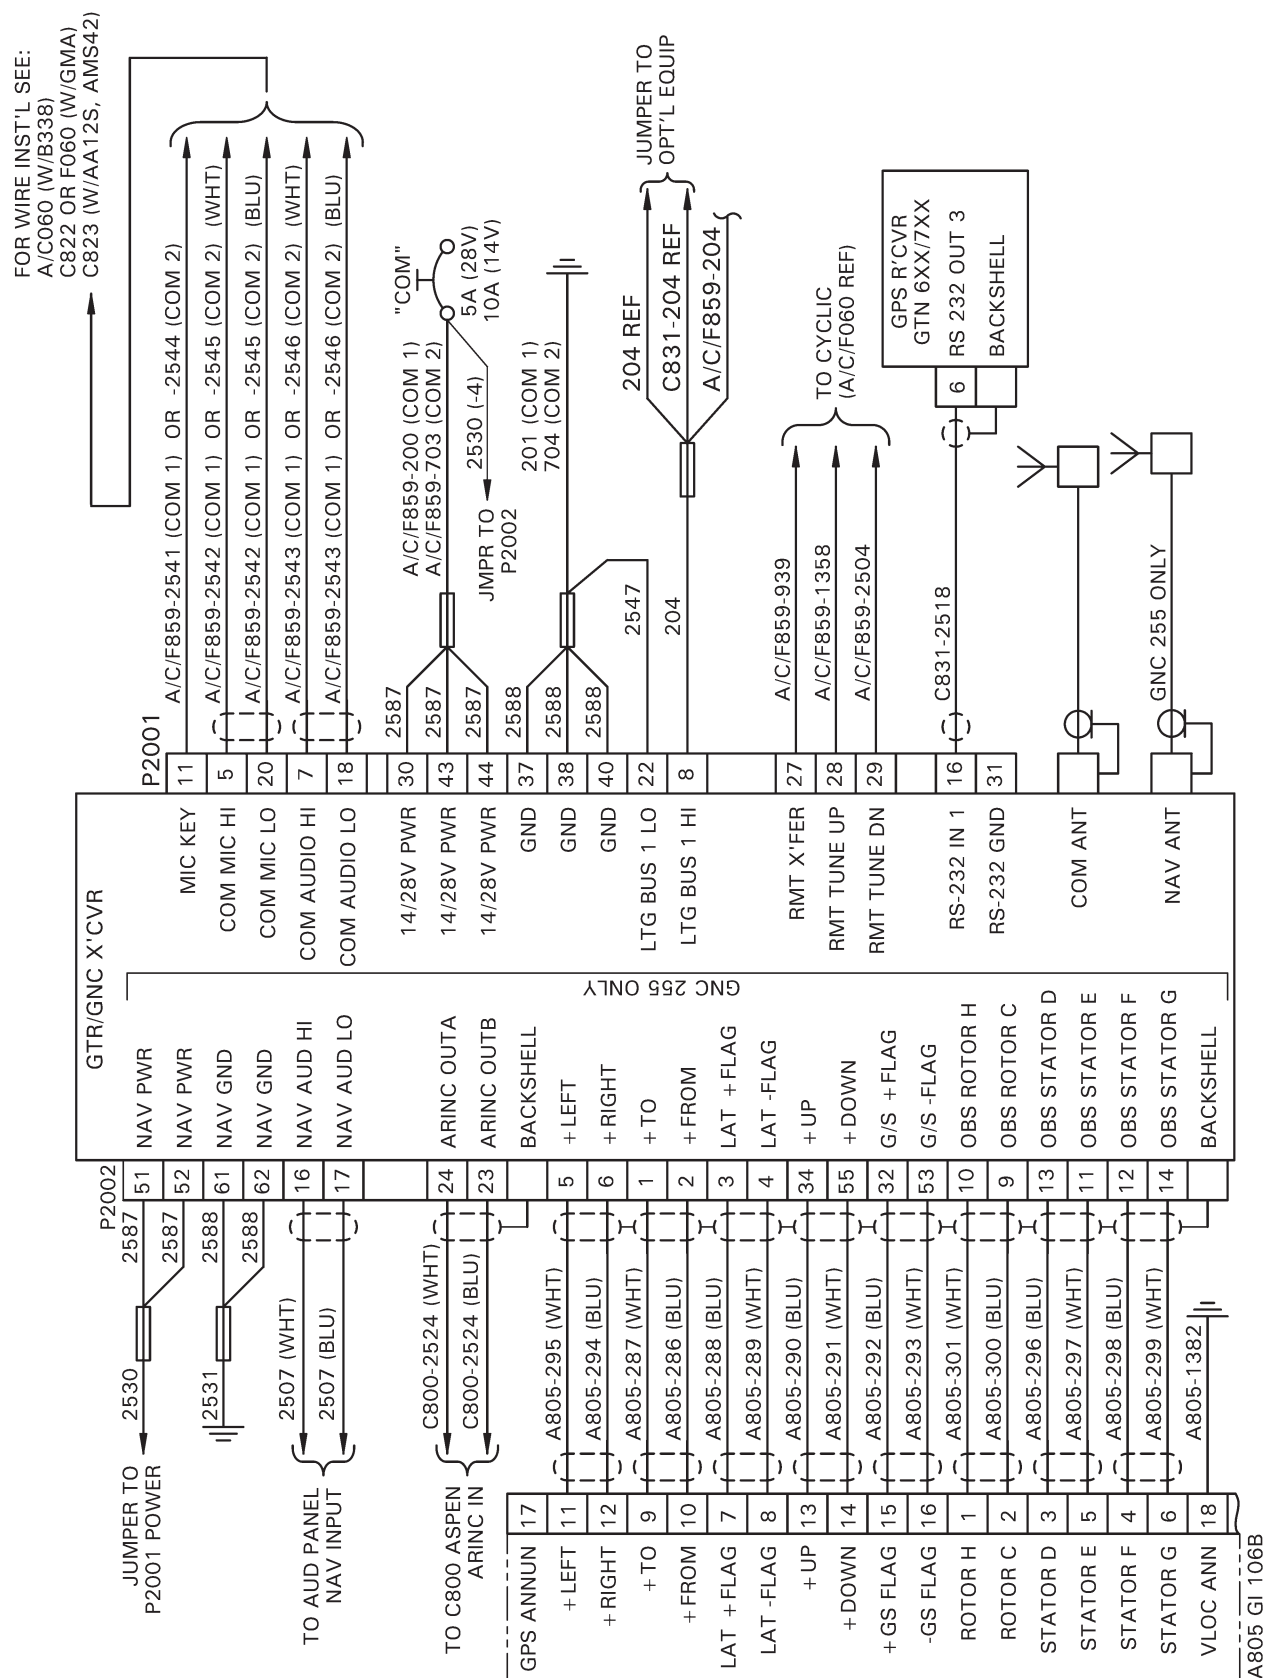 FOR WIRE INST'L SEE:
A/C060 (W/B338)
C822 OR F060 (W/GMA)
C823 (W/AA12S, AMS42)
P2001
11
5
20
7
18
30
43
44
37
38
40
22
8
27
28
29
16
31
A/C/F859-2541 (COM 1) OR -2544 (COM 2)
A/C/F859-2542 (COM 1) OR -2545 (COM 2) (WHT)
A/C/F859-2542 (COM 1) OR -2545 (COM 2) (BLU)
A/C/F859-2543 (COM 1) OR -2546 (COM 2) (WHT)
A/C/F859-2543 (COM 1) OR -2546 (COM 2) (BLU)
2587
2587
2587
A/C/F859-200 (COM 1)
A/C/F859-703 (COM 2)
"COM"
5A (28V)
10A (14V)
2530 (-4)
JMPR TO
P2002
2588
2588
2588
201 (COM 1)
704 (COM 2)
2547
204
204 REF
C831-204 REF
A/C/F859-204
JUMPER TO
OPT'L EQUIP
A/C/F859-939
A/C/F859-1358
A/C/F859-2504
TO CYCLIC
(A/C/F060 REF)
C831-2518
6
GPS R'CVR
GTN 6XX/7XX
RS 232 OUT 3
BACKSHELL
GNC 255 ONLY
GTR/GNC X'CVR
MIC KEY
COM MIC HI
COM MIC LO
COM AUDIO HI
COM AUDIO LO
14/28V PWR
14/28V PWR
14/28V PWR
GND
GND
GND
LTG BUS 1 LO
LTG BUS 1 HI
RMT X'FER
RMT TUNE UP
RMT TUNE DN
RS-232 IN 1
RS-232 GND
COM ANT
NAV ANT
GNC 255 ONLY
NAV PWR
NAV PWR
NAV GND
NAV GND
NAV AUD HI
NAV AUD LO
ARINC OUTA
ARINC OUTB
BACKSHELL
+LEFT
+RIGHT
+TO
+FROM
LAT +FLAG
LAT -FLAG
+UP
+DOWN
G/S +FLAG
G/S -FLAG
OBS ROTOR H
OBS ROTOR C
OBS STATOR D
OBS STATOR E
OBS STATOR F
OBS STATOR G
BACKSHELL
P2002
51
52
61
62
16
17
24
23
5
6
1
2
3
4
34
55
32
53
10
9
13
11
12
14
2587
2587
2588
2588
2530
2531
2507 (WHT)
2507 (BLU)
C800-2524 (WHT)
C800-2524 (BLU)
A805-295 (WHT)
A805-294 (BLU)
A805-287 (WHT)
A805-286 (BLU)
A805-288 (BLU)
A805-289 (WHT)
A805-290 (BLU)
A805-291 (WHT)
A805-292 (BLU)
A805-293 (WHT)
A805-301 (WHT)
A805-300 (BLU)
A805-296 (BLU)
A805-297 (WHT)
A805-298 (BLU)
A805-299 (WHT)
A805-1382
JUMPER TO
P2001 POWER
TO AUD PANEL
NAV INPUT
TO C800 ASPEN
ARINC IN
17
11
12
9
10
7
8
13
14
15
16
1
2
3
5
4
6
18
GPS ANNUN
+LEFT
+RIGHT
+TO
+FROM
LAT +FLAG
LAT -FLAG
+UP
+DOWN
+GS FLAG
-GS FLAG
ROTOR H
ROTOR C
STATOR D
STATOR E
STATOR F
STATOR G
VLOC ANN
A805 GI 106B